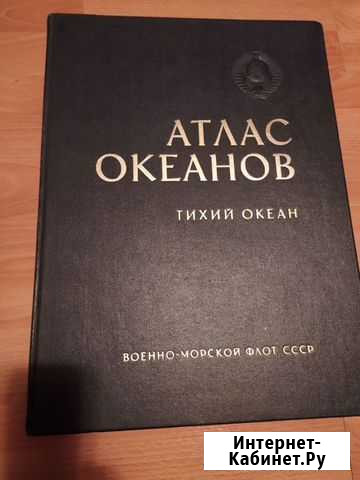 АТЛАС
ОКЕАНОВ
ТИХИЙ ОКЕАН
ВОЕННО-МОРСКОЙ ФЛОТ СССР
Интернет-
Кабинет.Ру